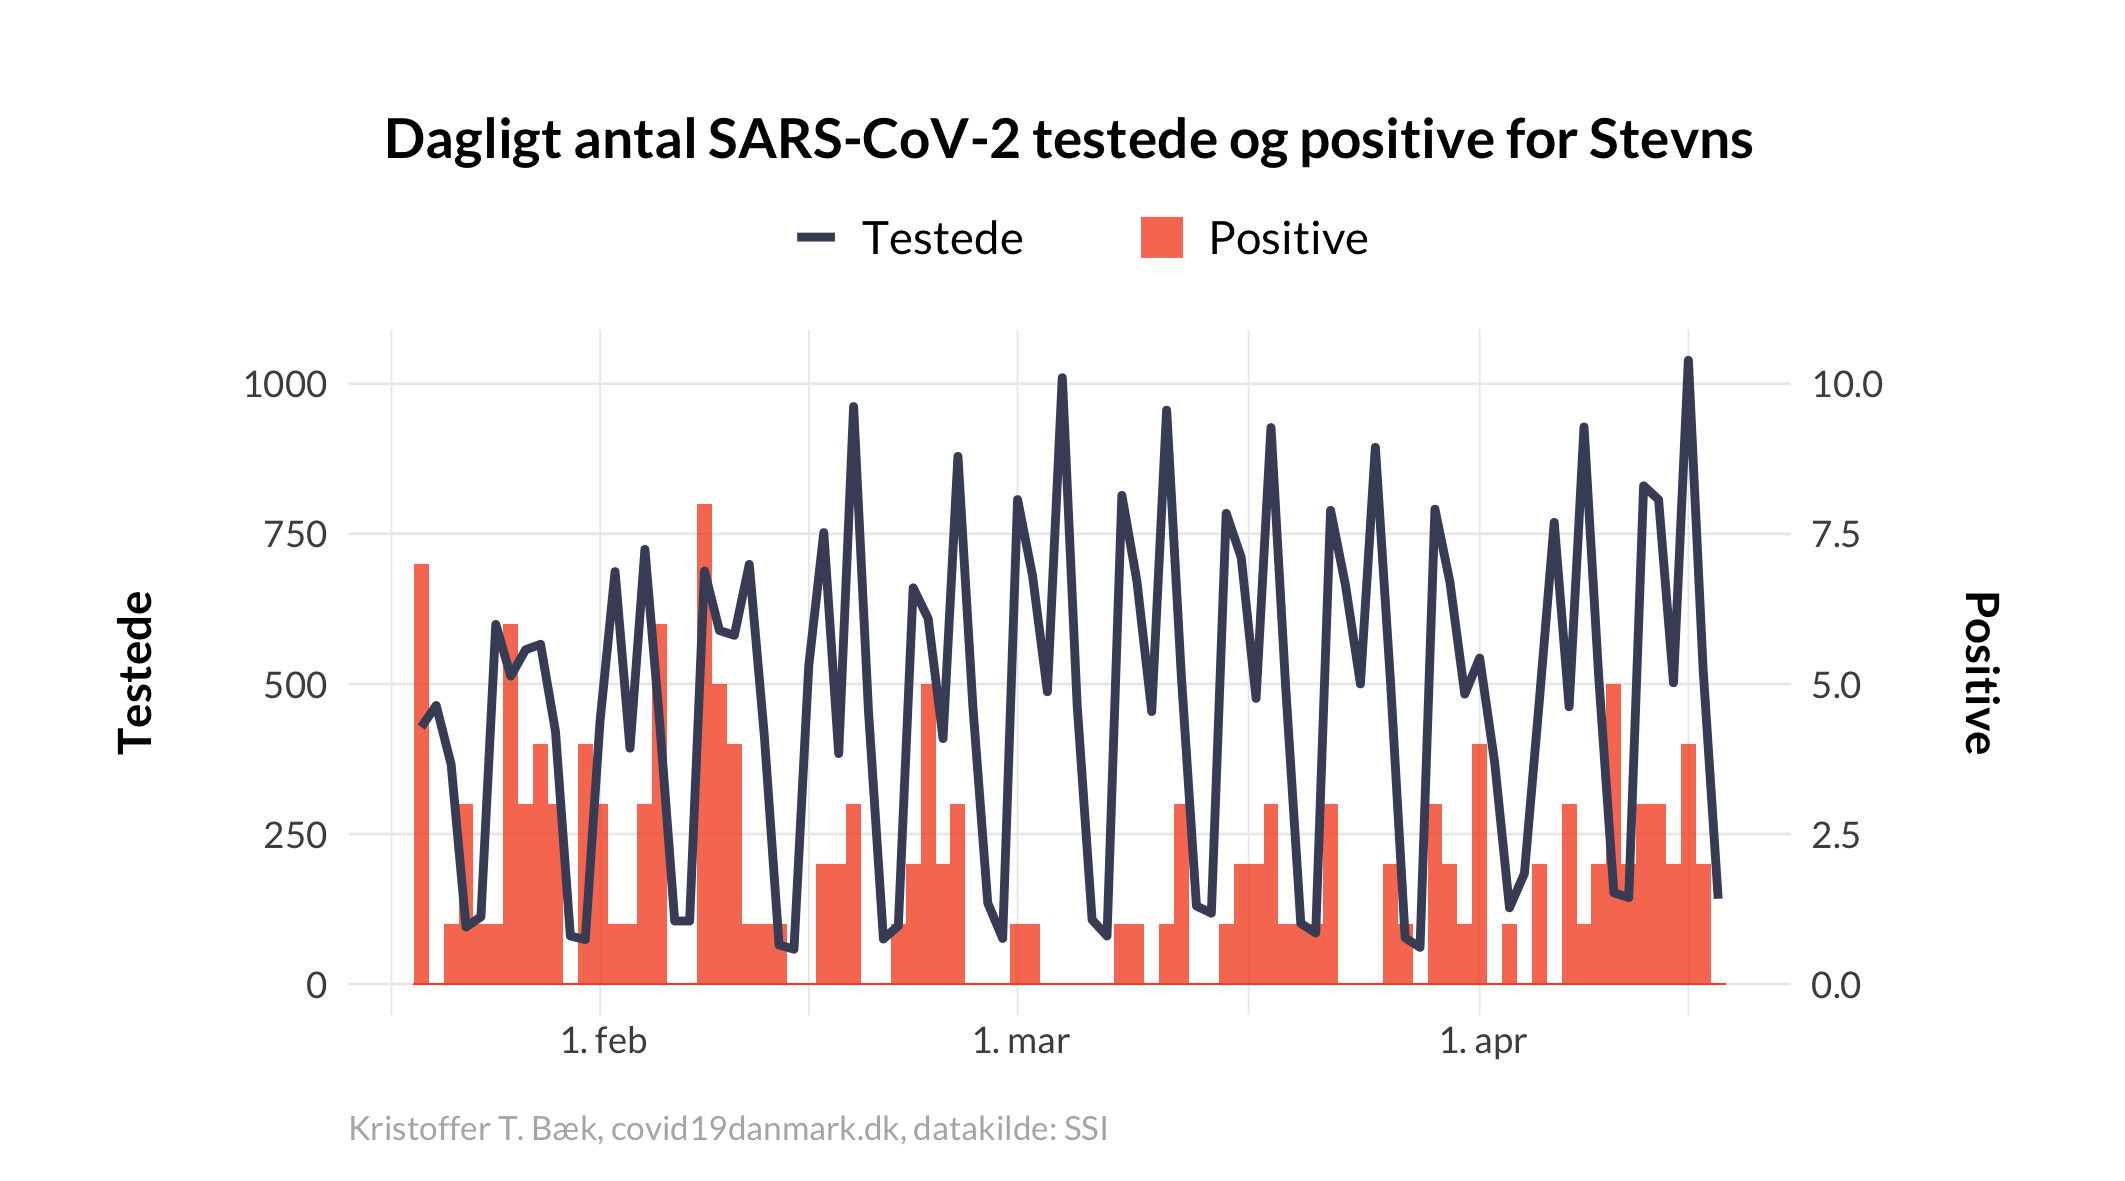 Dagligt antal SARS-CoV-2 testede og positive for Stevns
Testede
Positive
1000
750
500
250
0
Testede
10.0
7.5
5.0
2.5
0.0
Positive
1. feb
1. mar
1. apr
Kristoffer T. Bæk, covid19danmark.dk, datakilde: SSI